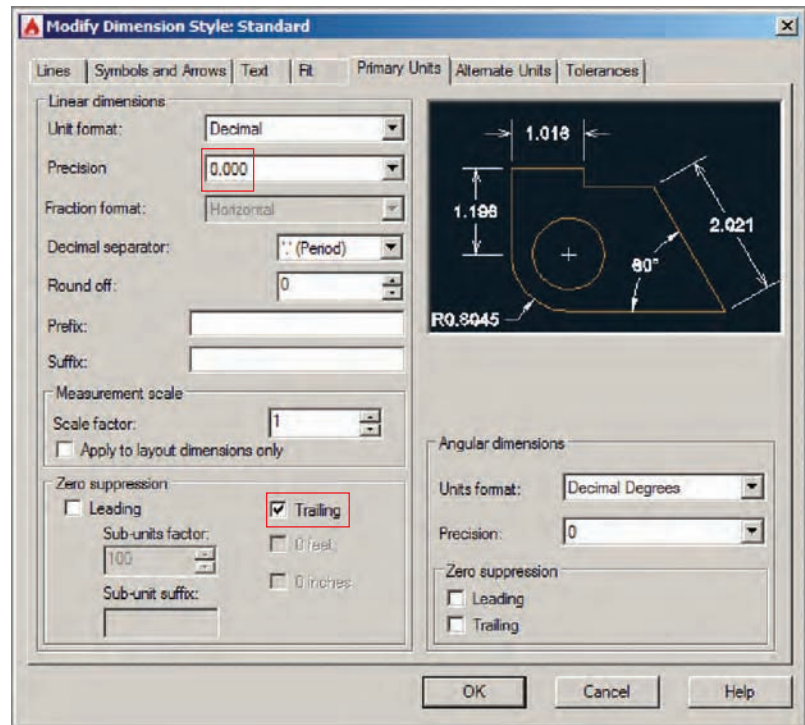 Modify Dimension Style: Standard
Lines Symbols and Arrows Text Fit Primary Units Alternate Units Tolerances
Linear dimensions
Unit format: Decimal
Precision 0.000
Fraction format: Horizontal
Decimal separator: '.' (Period)
Round off: 0
Prefix:
Suffix:
Measurement scale
Scale factor: 1
Apply to layout dimensions only
Zero suppression
Leading
Trailing
Sub-units factor:
100
0 feet
0 inches
Sub-unit suffix:
1.016
1.196
2.021
60°
R0.8045
Angular dimensions
Units format: Decimal Degrees
Precision: 0
Zero suppression
Leading
Trailing
OK Cancel Help